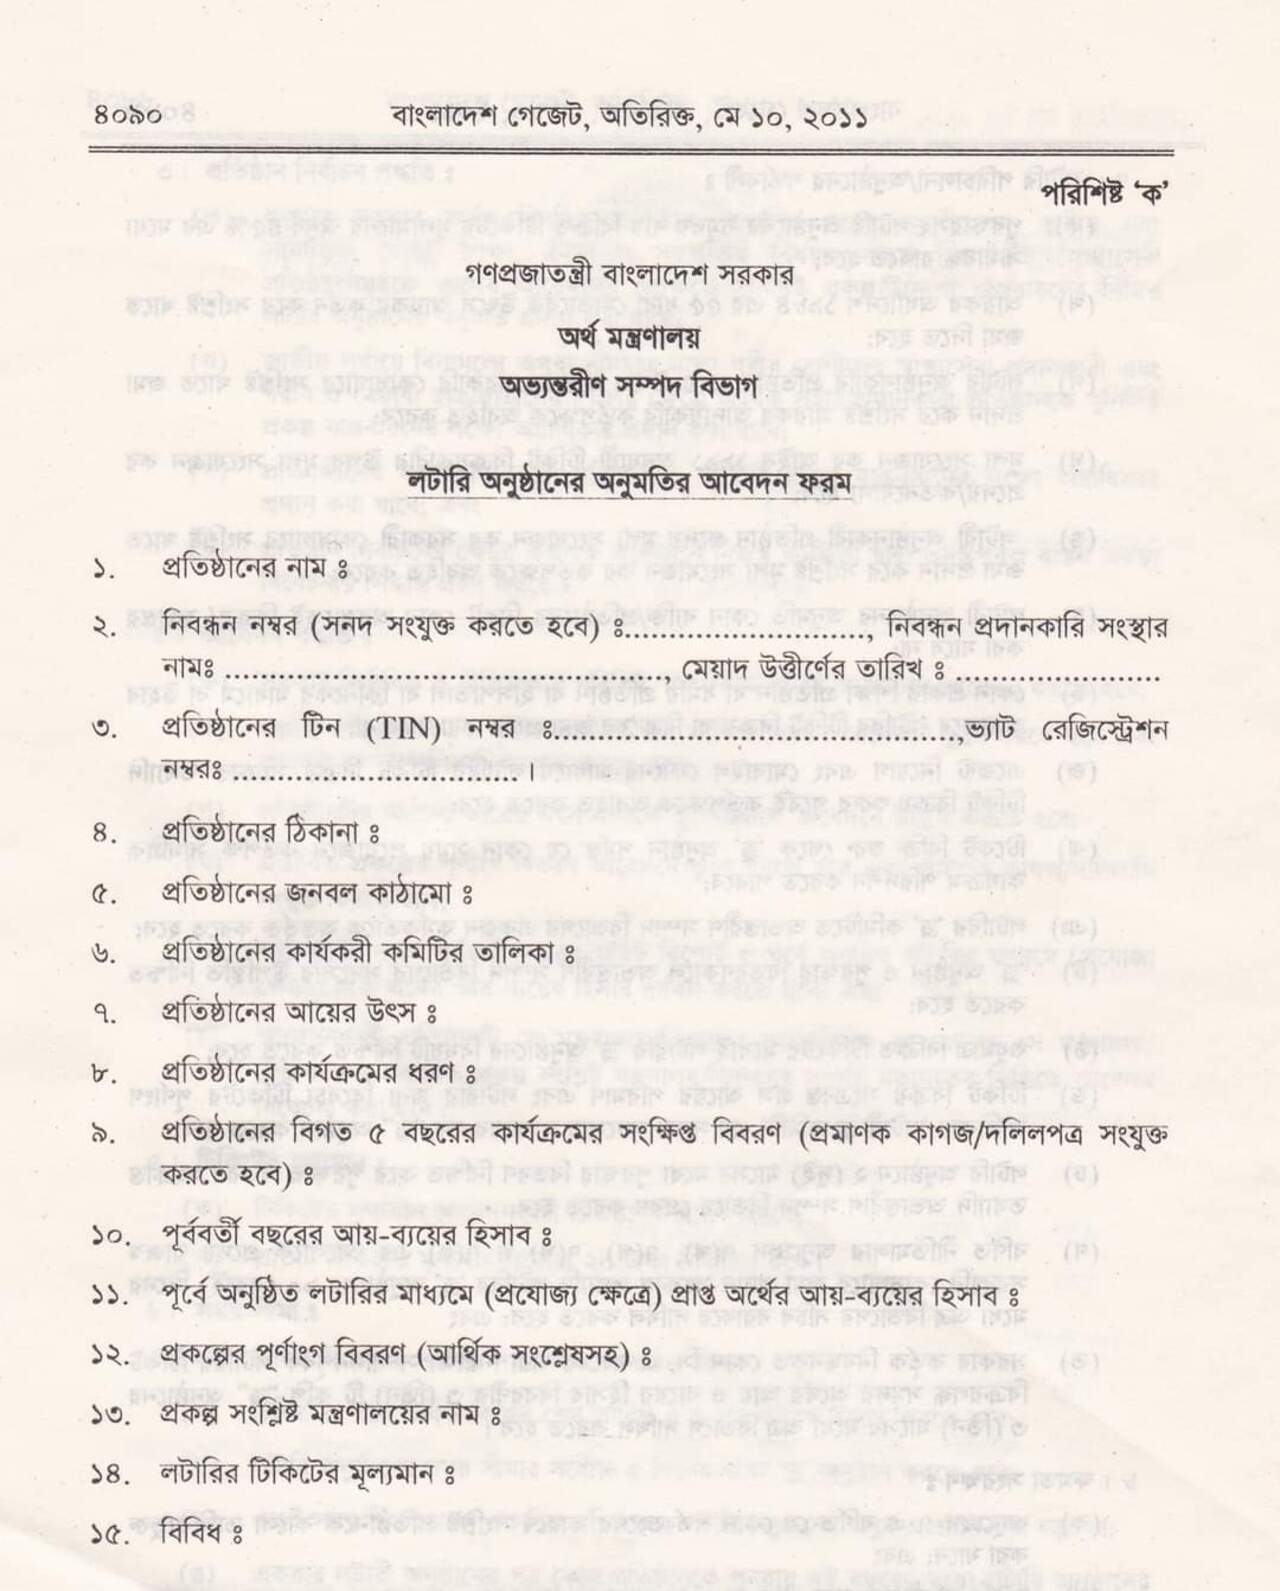 ৪০৯০ বাংলাদেশ গেজেট, অতিরিক্ত, মে ১০, ২০১১
পরিশিষ্ট ‘ক’
গণপ্রজাতন্ত্রী বাংলাদেশ সরকার
অর্থ মন্ত্রণালয়
অভ্যন্তরীণ সম্পদ বিভাগ
লটারি অনুষ্ঠানের অনুমতির আবেদন ফরম
১. প্রতিষ্ঠানের নাম ঃ
২. নিবন্ধন নম্বর (সনদ সংযুক্ত করতে হবে) ঃ............................, নিবন্ধন প্রদানকারি সংস্থার
নামঃ ..................................................., মেয়াদ উত্তীর্ণের তারিখ ঃ ........................
৩. প্রতিষ্ঠানের টিন (TIN) নম্বর ঃ................................................,ভ্যাট রেজিস্ট্রেশন
নম্বরঃ ................................... ।
৪. প্রতিষ্ঠানের ঠিকানা ঃ
৫. প্রতিষ্ঠানের জনবল কাঠামো ঃ
৬. প্রতিষ্ঠানের কার্যকরী কমিটির তালিকা ঃ
৭. প্রতিষ্ঠানের আয়ের উৎস ঃ
৮. প্রতিষ্ঠানের কার্যক্রমের ধরণ ঃ
৯. প্রতিষ্ঠানের বিগত ৫ বছরের কার্যক্রমের সংক্ষিপ্ত বিবরণ (প্রমাণক কাগজ/দলিলপত্র সংযুক্ত
করতে হবে) ঃ
১০. পূর্ববর্তী বছরের আয়-ব্যয়ের হিসাব ঃ
১১. পূর্বে অনুষ্ঠিত লটারির মাধ্যমে (প্রযোজ্য ক্ষেত্রে) প্রাপ্ত অর্থের আয়-ব্যয়ের হিসাব ঃ
১২. প্রকল্পের পূর্ণাংগ বিবরণ (আর্থিক সংশ্লেষসহ) ঃ
১৩. প্রকল্প সংশ্লিষ্ট মন্ত্রণালয়ের নাম ঃ
১৪. লটারির টিকিটের মূল্যমান ঃ
১৫. বিবিধ ঃ